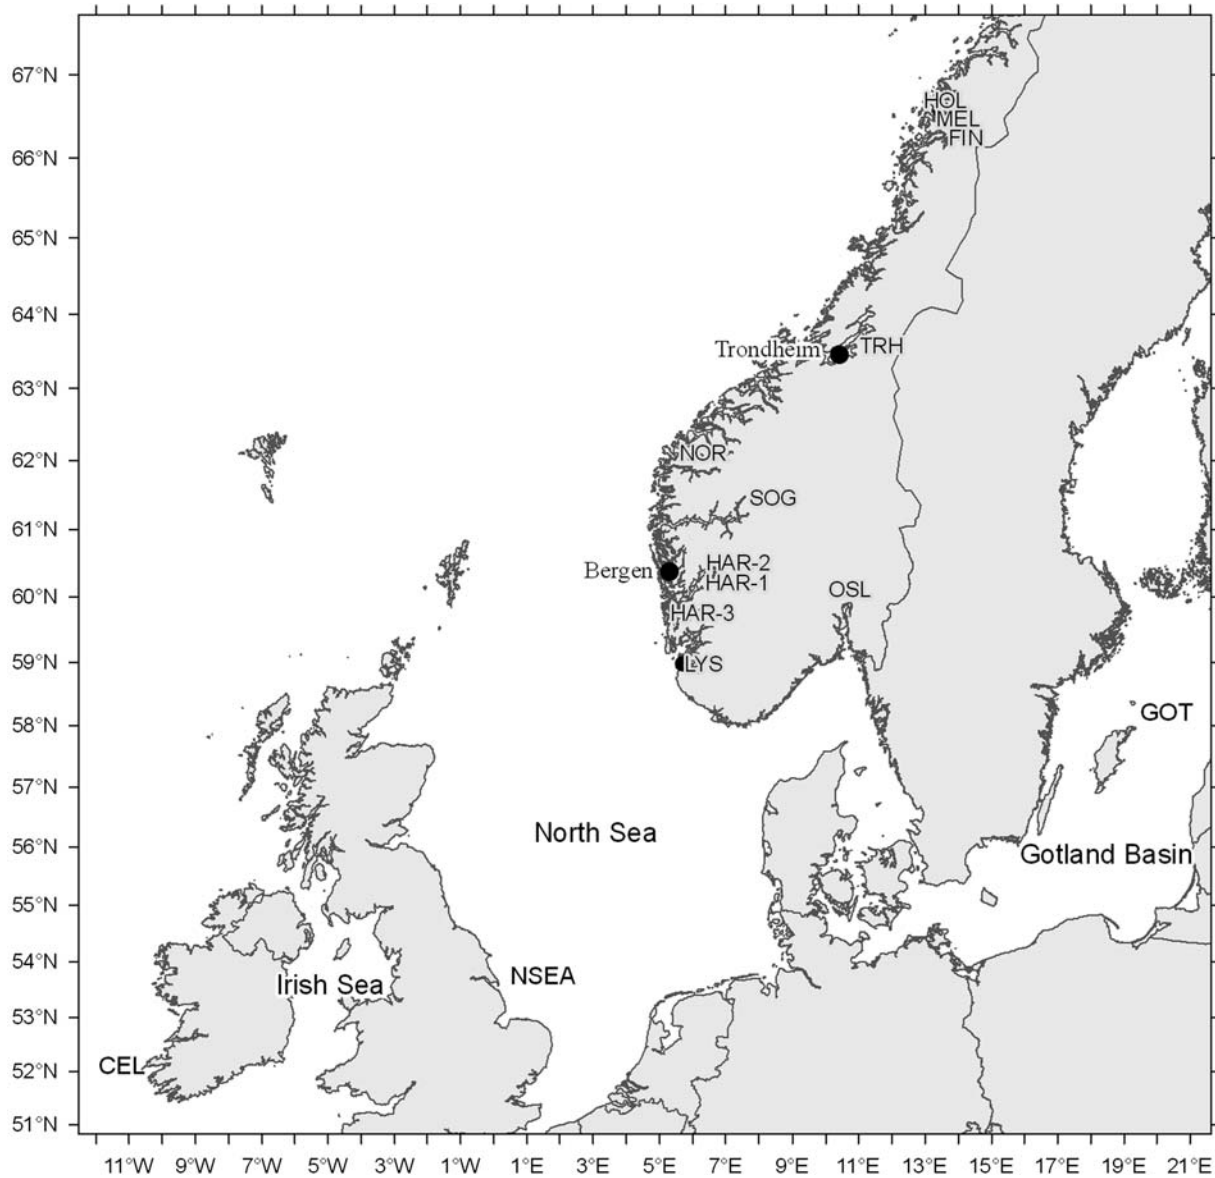 67°N
HOL
MEL
FIN
66°N
65°N
64°N
Trondheim
TRH
63°N
62°N
NOR
SOG
61°N
Bergen
HAR-2
HAR-1
60°N
OSL
HAR-3
59°N
LYS
58°N
GOT
57°N
56°N
North Sea
Gotland Basin
55°N
54°N
Irish Sea
NSEA
53°N
52°N
CEL
51°N
11°W 9°W 7°W 5°W 3°W 1°W 1°E 3°E 5°E 7°E 9°E 11°E 13°E 15°E 17°E 19°E 21°E